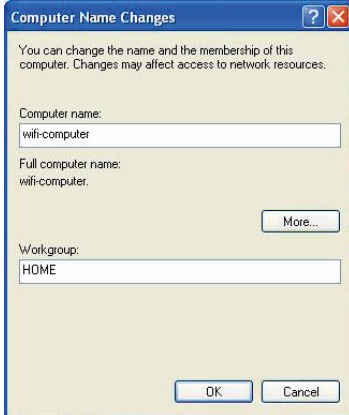 Computer Name Changes
You can change the name and the membership of this
computer. Changes may affect access to network resources.
Computer name:
wifi-computer
Full computer name:
wifi-computer.
More...
Workgroup:
HOME
OK Cancel